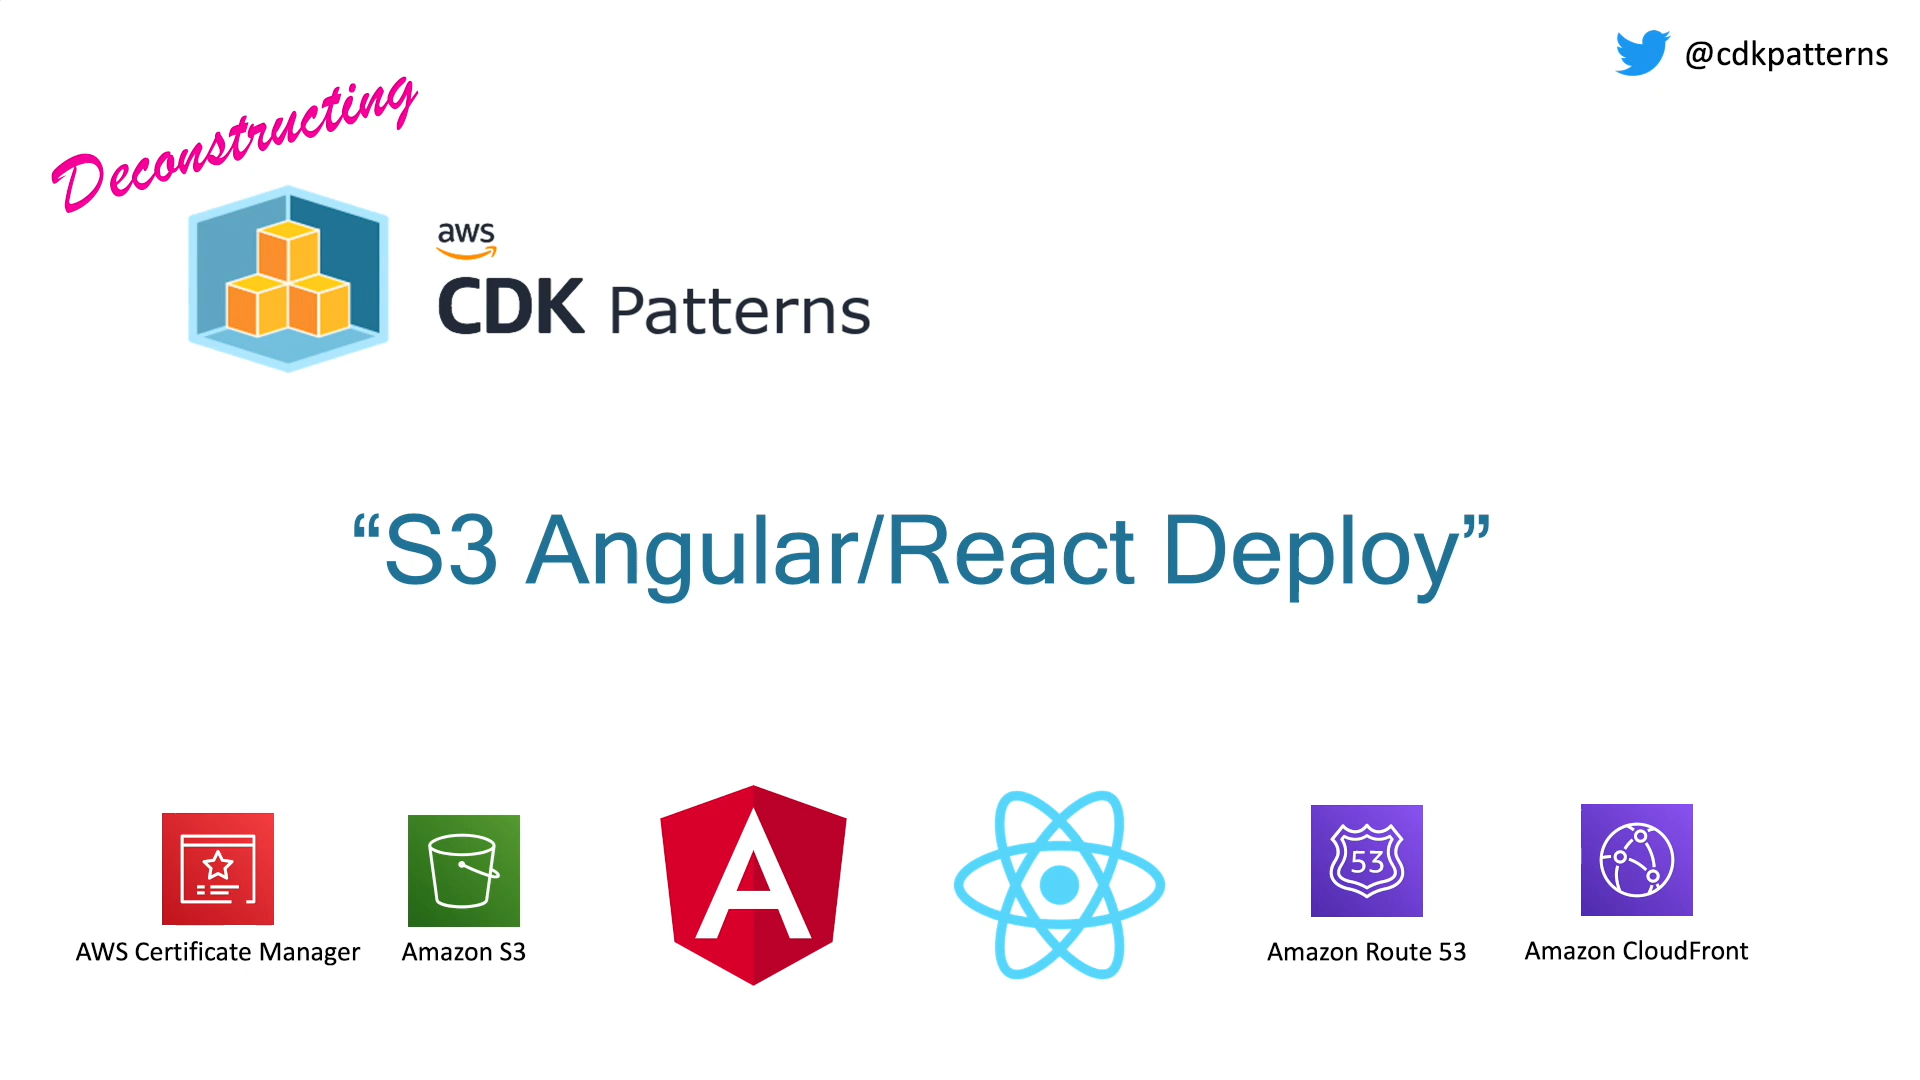 @cdkpatterns
Deconstructing
aws
CDK Patterns
“S3 Angular/React Deploy”
A
53
AWS Certificate Manager
Amazon S3
Amazon Route 53
Amazon CloudFront